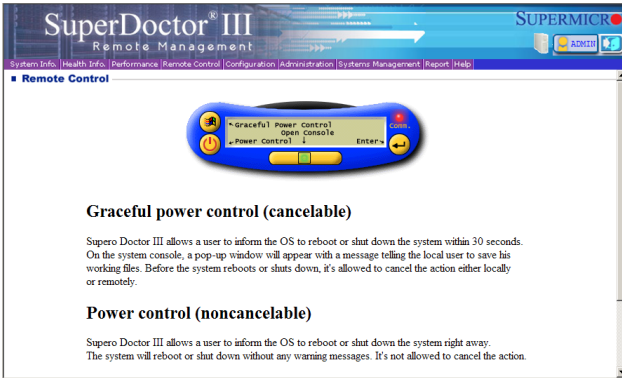 SuperDoctor® III
Remote Management
SUPERMICR
ADMIN
System Info. Health Info. Performance Remote Control Configuration Administration Systems Management Report Help
Remote Control
Graceful Power Control
Open Console
Power Control
Enter
Comm.
Graceful power control (cancelable)
Supero Doctor III allows a user to inform the OS to reboot or shut down the system within 30 seconds.
On the system console, a pop-up window will appear with a message telling the local user to save his
working files. Before the system reboots or shuts down, it's allowed to cancel the action either locally
or remotely.
Power control (noncancelable)
Supero Doctor III allows a user to inform the OS to reboot or shut down the system right away.
The system will reboot or shut down without any warning messages. It's not allowed to cancel the action.